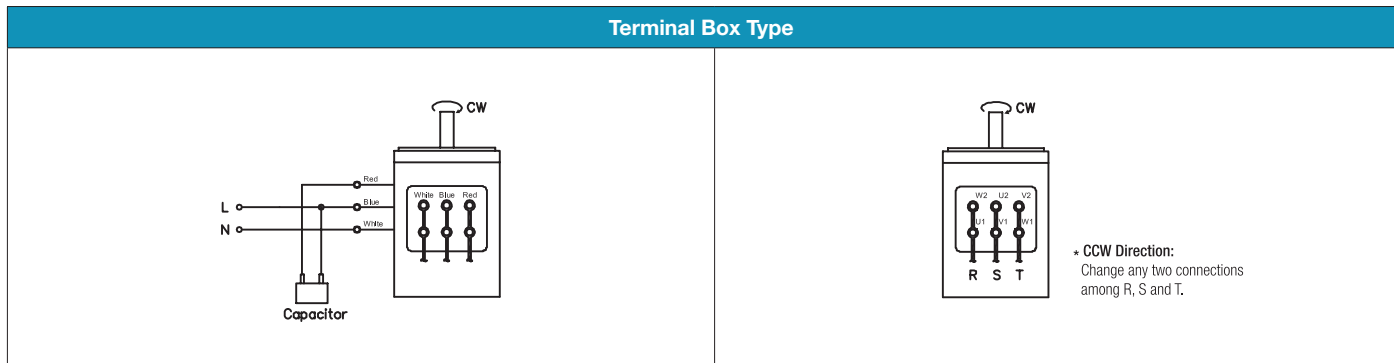 Terminal Box Type
CW
Red
White Blue Red
L
Blue
N
White
Capacitor
CW
W2 U2 V2
U1 V1 W1
R S T
* CCW Direction:
Change any two connections
among R, S and T.